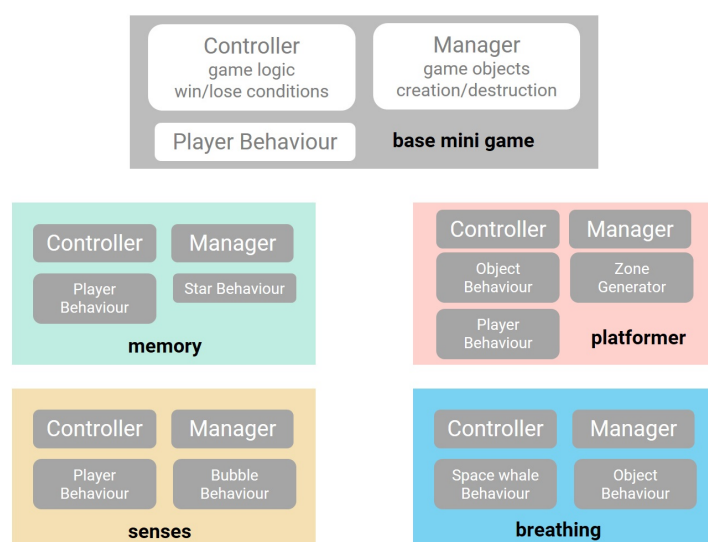 Controller
game logic
win/lose conditions
Manager
game objects
creation/destruction
Player Behaviour
base mini game
Controller
Manager
Player
Behaviour
Star Behaviour
memory
Controller
Manager
Object
Behaviour
Zone
Generator
Player
Behaviour
platformer
Controller
Manager
Player
Behaviour
Bubble
Behaviour
senses
Controller
Manager
Space whale
Behaviour
Object
Behaviour
breathing